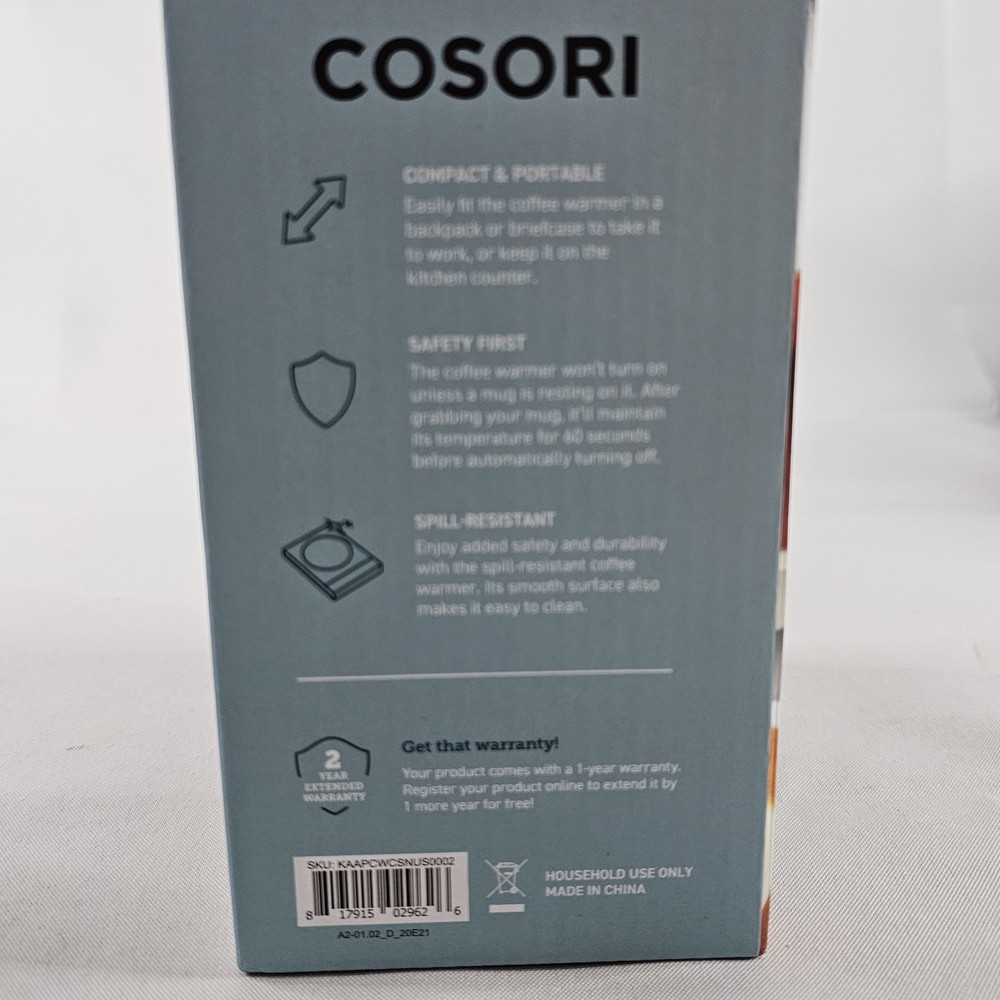 COSORI
COMPACT & PORTABLE
Easily fit the coffee warmer in a
backpack or briefcase to take it
to work, or keep it on the
kitchen counter.
SAFETY FIRST
The coffee warmer won't turn on
unless a mug is resting on it. After
grabbing your mug, it'll maintain
its temperature for 60 seconds
before automatically turning off.
SPILL-RESISTANT
Enjoy added safety and durability
with the spill-resistant coffee
warmer. Its smooth surface also
makes it easy to clean.
2
YEAR
EXTENDED
WARRANTY
Get that warranty!
Your product comes with a 1-year warranty.
Register your product online to extend it by
1 more year for free!
SKU: KAAPCWCSNUS0002
8 17915 02962 6
A2-01.02_D_20E21
HOUSEHOLD USE ONLY
MADE IN CHINA